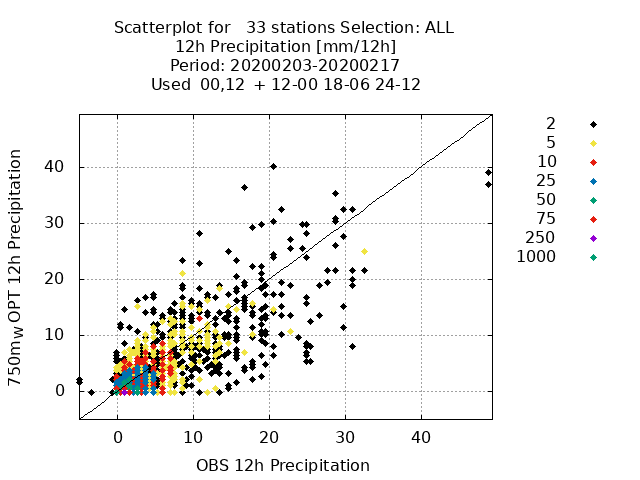 Scatterplot for   33 stations Selection: ALL
12h Precipitation [mm/12h]
Period: 20200203-20200217
Used  00,12  + 12-00 18-06 24-12
2
5
10
25
50
75
250
1000
40
30
20
10
0
750mW OPT 12h Precipitation
0 10 20 30 40
OBS 12h Precipitation